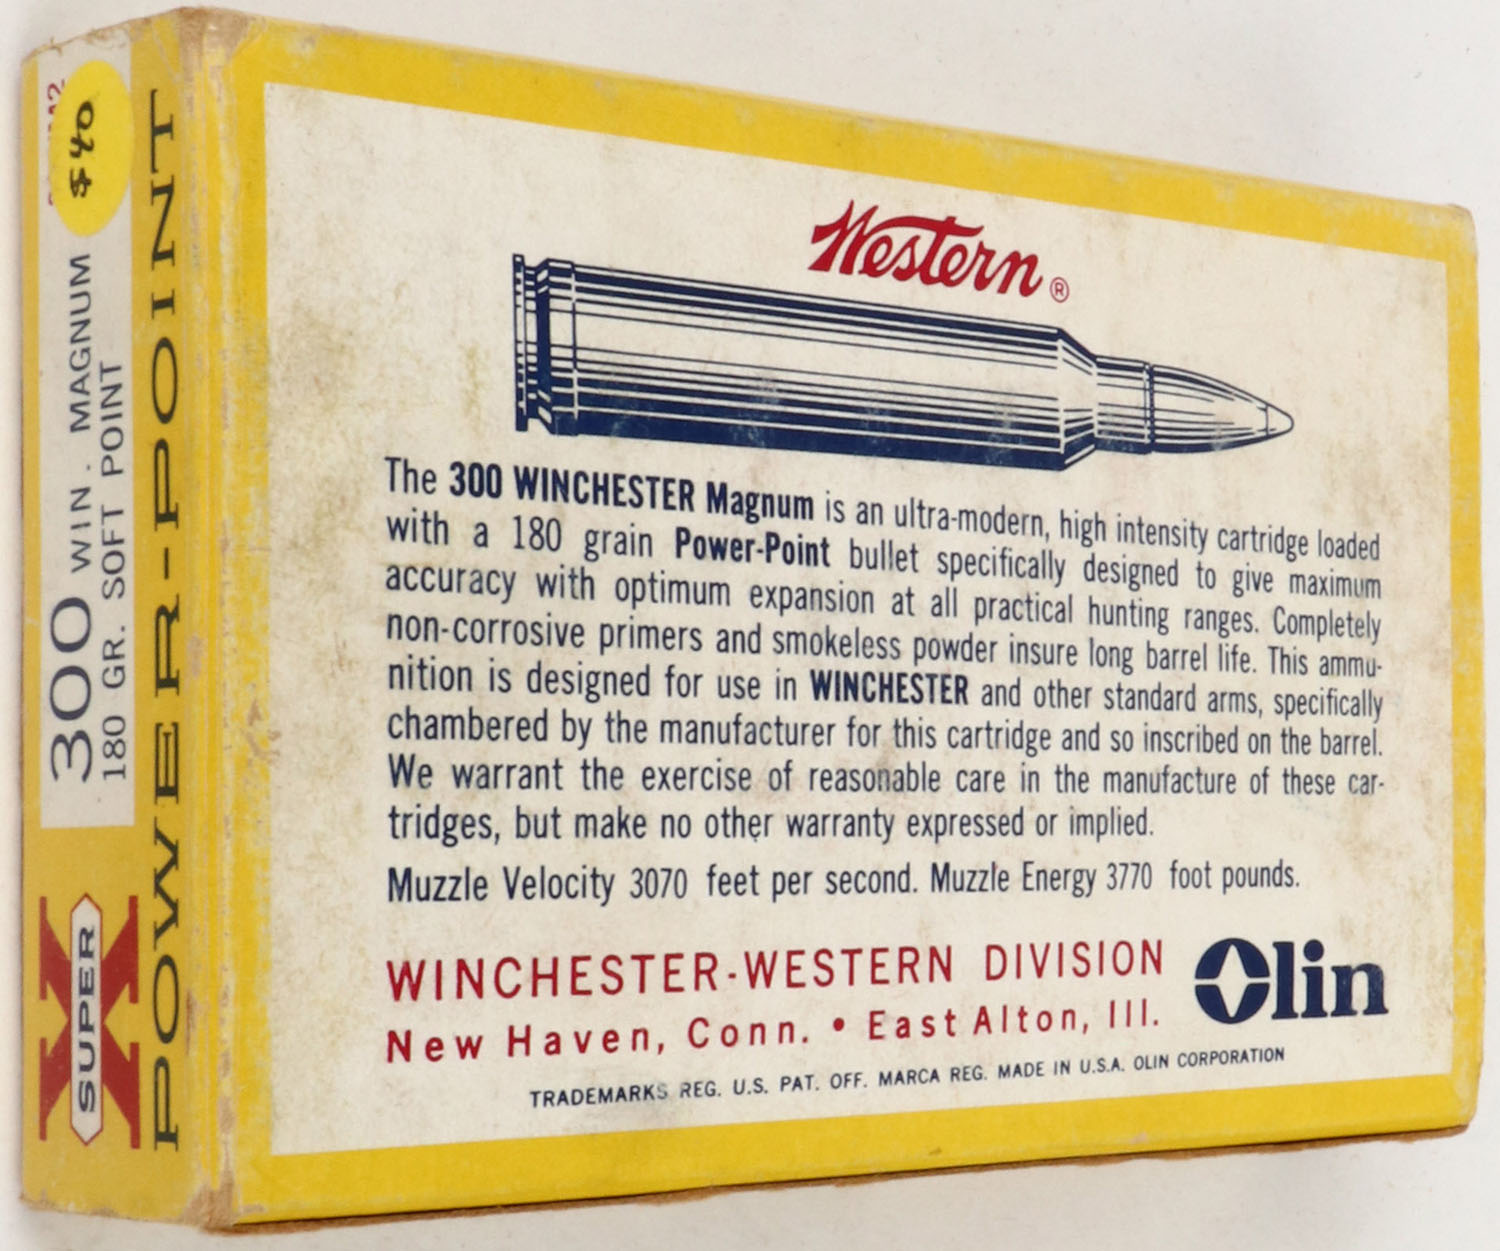 $40
300 WIN. MAGNUM
180 GR. SOFT POINT
SUPER X
POWER-POINT
Western®
The 300 WINCHESTER Magnum is an ultra-modern, high intensity cartridge loaded
with a 180 grain Power-Point bullet specifically designed to give maximum
accuracy with optimum expansion at all practical hunting ranges. Completely
non-corrosive primers and smokeless powder insure long barrel life. This ammu-
nition is designed for use in WINCHESTER and other standard arms, specifically
chambered by the manufacturer for this cartridge and so inscribed on the barrel.
We warrant the exercise of reasonable care in the manufacture of these car-
tridges, but make no other warranty expressed or implied.
Muzzle Velocity 3070 feet per second. Muzzle Energy 3770 foot pounds.
WINCHESTER-WESTERN DIVISION
New Haven, Conn. • East Alton, Ill.
Olin
TRADEMARKS REG. U.S. PAT. OFF. MARCA REG. MADE IN U.S.A. OLIN CORPORATION